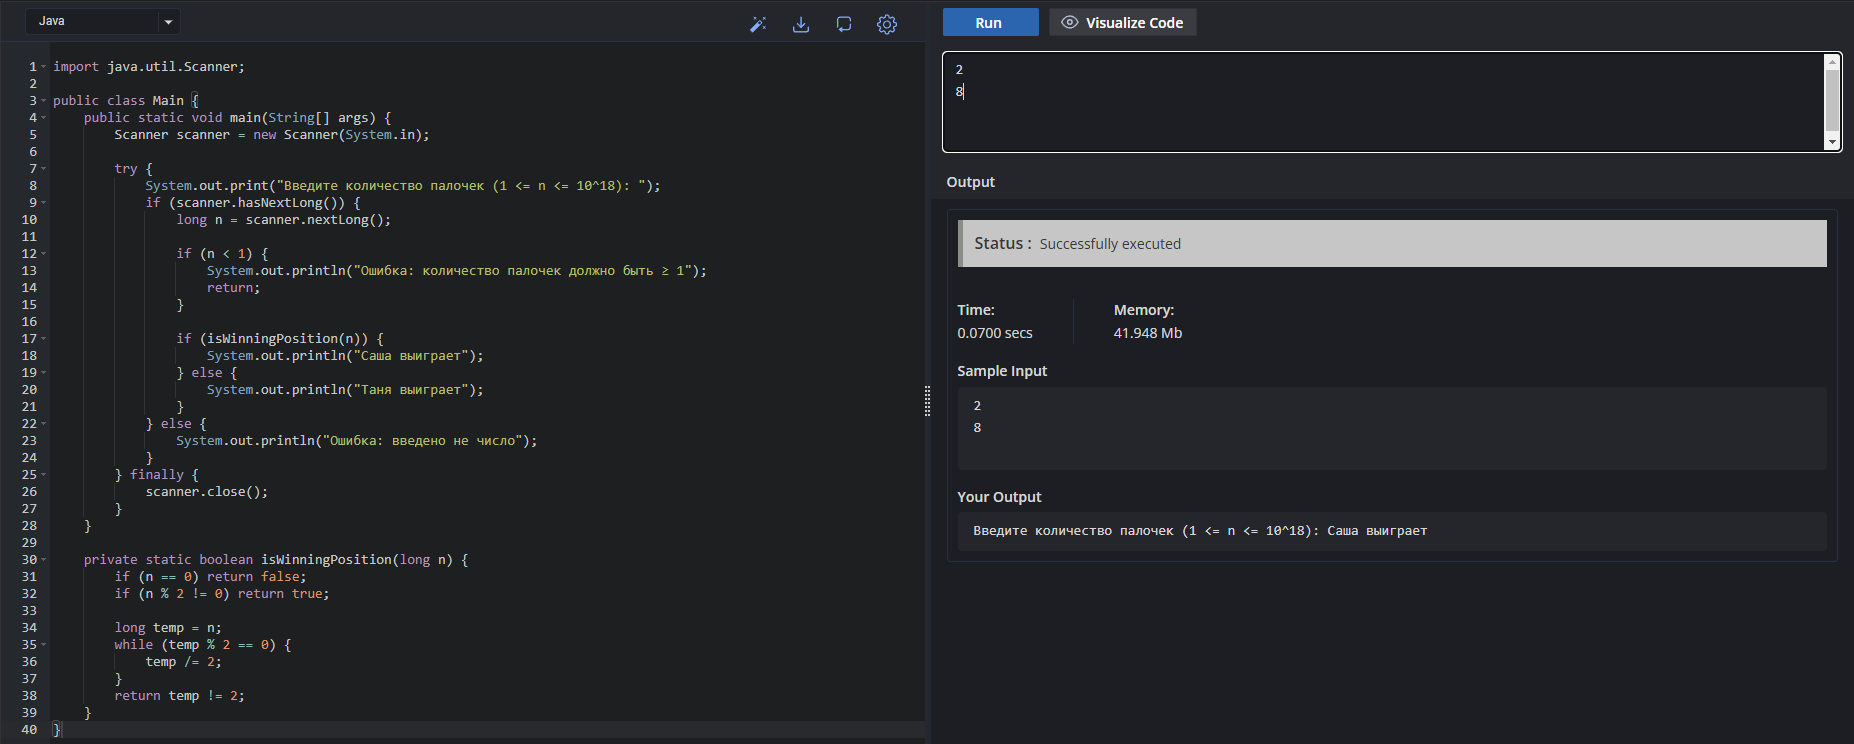 Java
1 import java.util.Scanner;
2
3 public class Main {
4 public static void main(String[] args) {
5 Scanner scanner = new Scanner(System.in);
6
7 try {
8 System.out.print("Введите количество палочек (1 <= n <= 10^18): ");
9 if (scanner.hasNextLong()) {
10 long n = scanner.nextLong();
11
12 if (n < 1) {
13 System.out.println("Ошибка: количество палочек должно быть ≥ 1");
14 return;
15 }
16
17 if (isWinningPosition(n)) {
18 System.out.println("Саша выиграет");
19 } else {
20 System.out.println("Таня выиграет");
21 }
22 } else {
23 System.out.println("Ошибка: введено не число");
24 }
25 } finally {
26 scanner.close();
27 }
28 }
29
30 private static boolean isWinningPosition(long n) {
31 if (n == 0) return false;
32 if (n % 2 != 0) return true;
33
34 long temp = n;
35 while (temp % 2 == 0) {
36 temp /= 2;
37 }
38 return temp != 2;
39 }
40 }
Run
Visualize Code
2
8
Output
Status : Successfully executed
Time:
0.0700 secs
Memory:
41.948 Mb
Sample Input
2
8
Your Output
Введите количество палочек (1 <= n <= 10^18): Саша выиграет